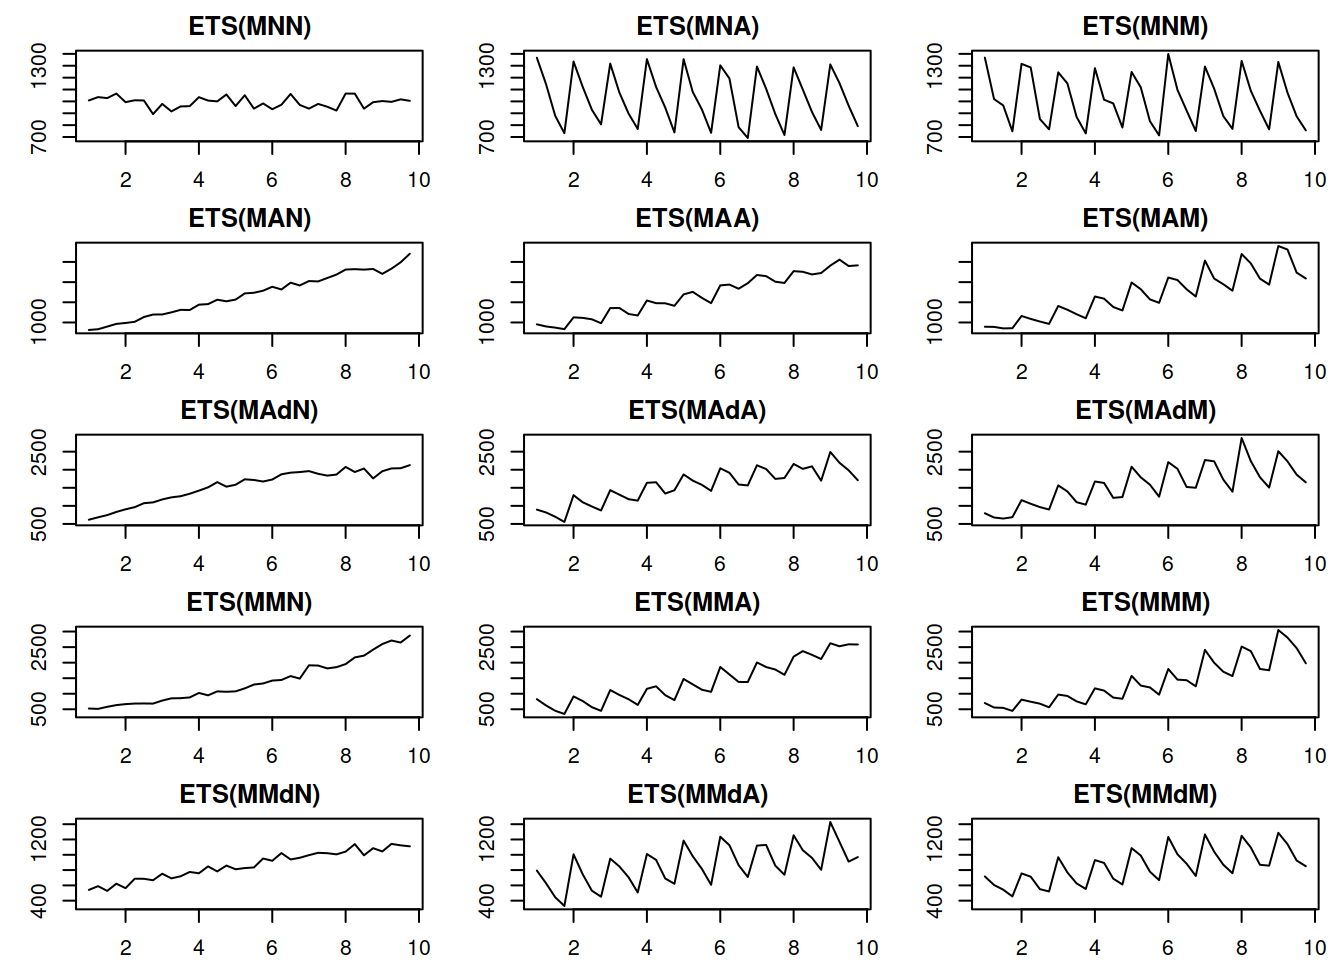 ETS(MNN) ETS(MNA) ETS(MNM)
1300 1300 1300
700 700 700
2 4 6 8 10 2 4 6 8 10 2 4 6 8 10
ETS(MAN) ETS(MAA) ETS(MAM)
1000 1000 1000
2 4 6 8 10 2 4 6 8 10 2 4 6 8 10
ETS(MAdN) ETS(MAdA) ETS(MAdM)
2500 2500 2500
500 500 500
2 4 6 8 10 2 4 6 8 10 2 4 6 8 10
ETS(MMN) ETS(MMA) ETS(MMM)
2500 2500 2500
500 500 500
2 4 6 8 10 2 4 6 8 10 2 4 6 8 10
ETS(MMdN) ETS(MMdA) ETS(MMdM)
1200 1200 1200
400 400 400
2 4 6 8 10 2 4 6 8 10 2 4 6 8 10